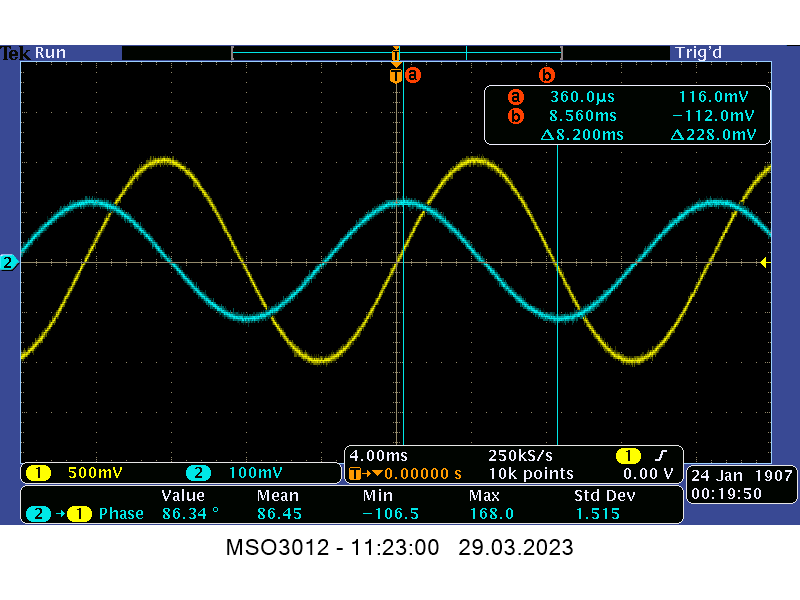 Tek Run Trig'd
T a b
a 360.0µs 116.0mV
b 8.560ms −112.0mV
Δ8.200ms Δ228.0mV
2
1 500mV 2 100mV
4.00ms 250kS/s 1
T→▼0.00000 s 10k points 0.00 V
Value Mean Min Max Std Dev
2 →1 Phase 86.34 ° 86.45 −106.5 168.0 1.515
24 Jan 1907
00:19:50
MSO3012 - 11:23:00 29.03.2023